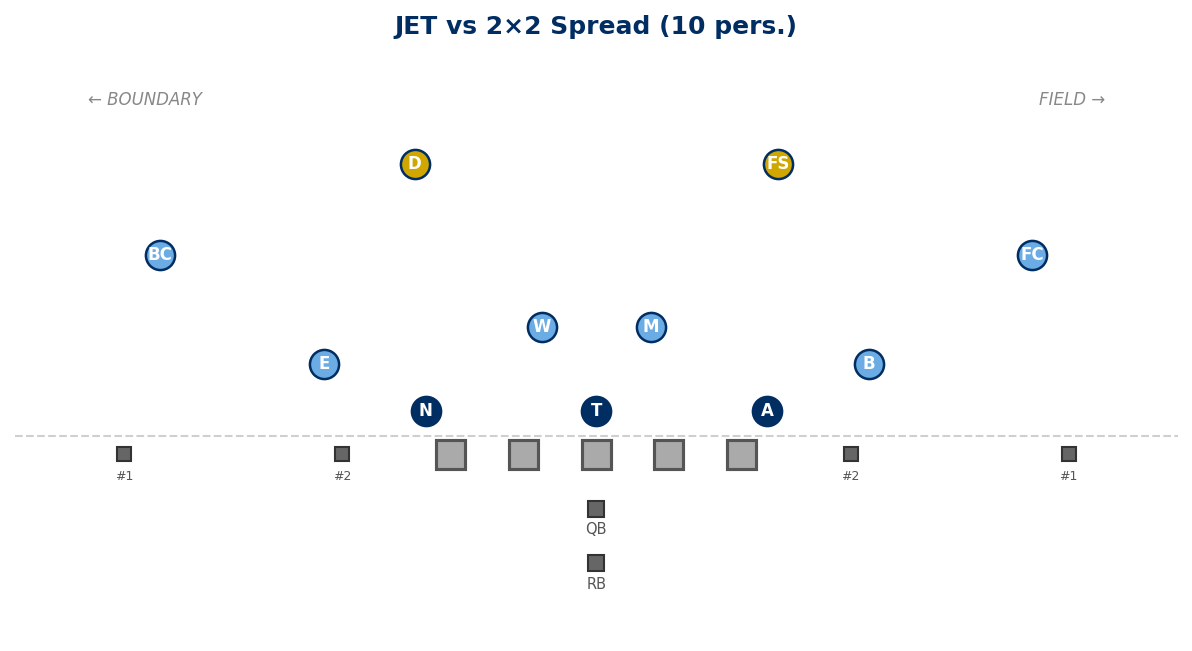 JET vs 2×2 Spread (10 pers.)
← BOUNDARY
FIELD →
D
FS
BC
FC
W
M
E
B
N
T
A
#1
#2
#2
#1
QB
RB